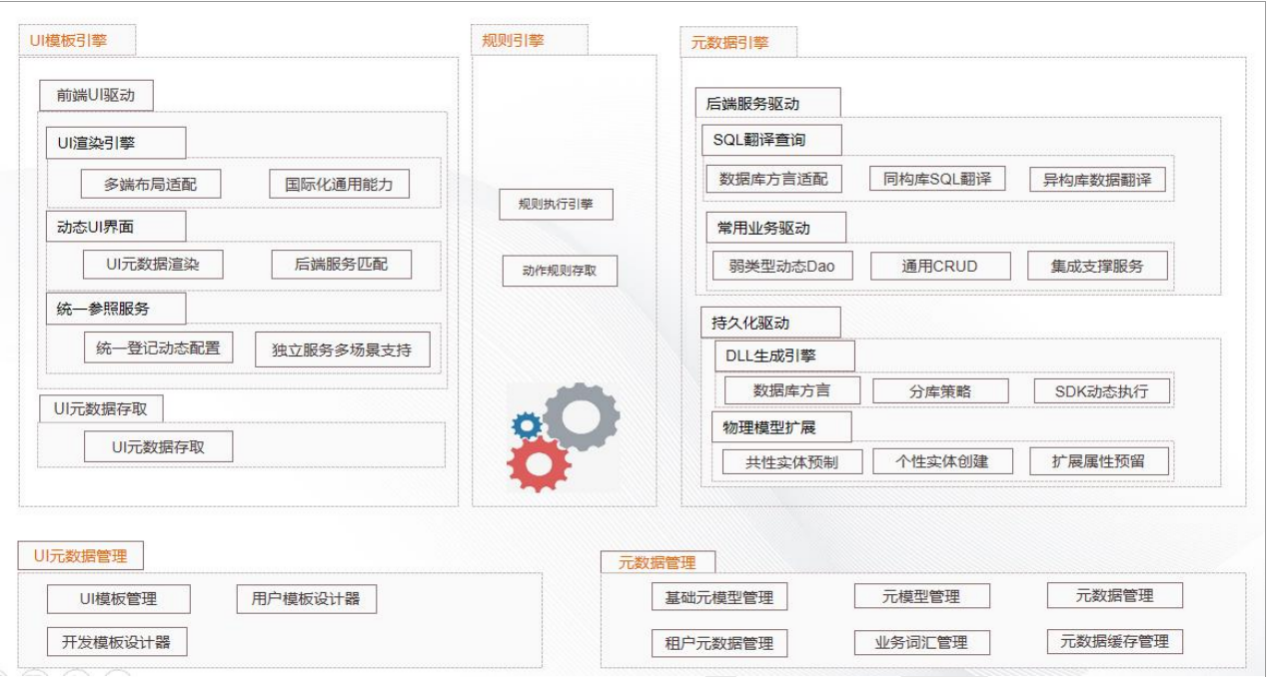 UI模板引擎
前端UI驱动
UI渲染引擎
多端布局适配
国际化通用能力
动态UI界面
UI元数据渲染
后端服务匹配
统一参照服务
统一登记动态配置
独立服务多场景支持
UI元数据存取
UI元数据存取
规则引擎
规则执行引擎
动作规则存取
元数据引擎
后端服务驱动
SQL翻译查询
数据库方言适配
同构库SQL翻译
异构库数据翻译
常用业务驱动
弱类型动态Dao
通用CRUD
集成支撑服务
持久化驱动
DLL生成引擎
数据库方言
分库策略
SDK动态执行
物理模型扩展
共性实体预制
个性实体创建
扩展属性预留
UI元数据管理
UI模板管理
用户模板设计器
开发模板设计器
元数据管理
基础元模型管理
元模型管理
元数据管理
租户元数据管理
业务词汇管理
元数据缓存管理